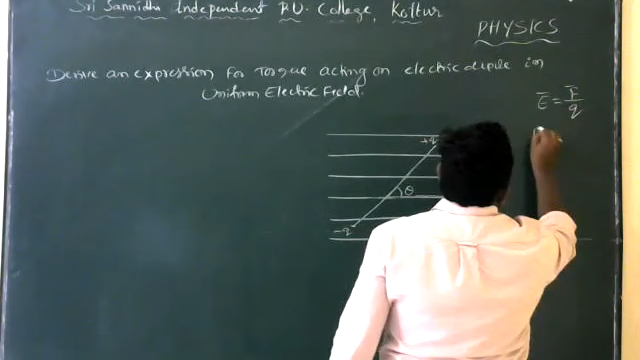 Sri Sannidhi Independent P.U. College, Kottur
PHYSICS
Derive an expression for Torque acting on electric dipole in
Uniform Electric Field.
E̅ = F̅/q
+q
θ
-q